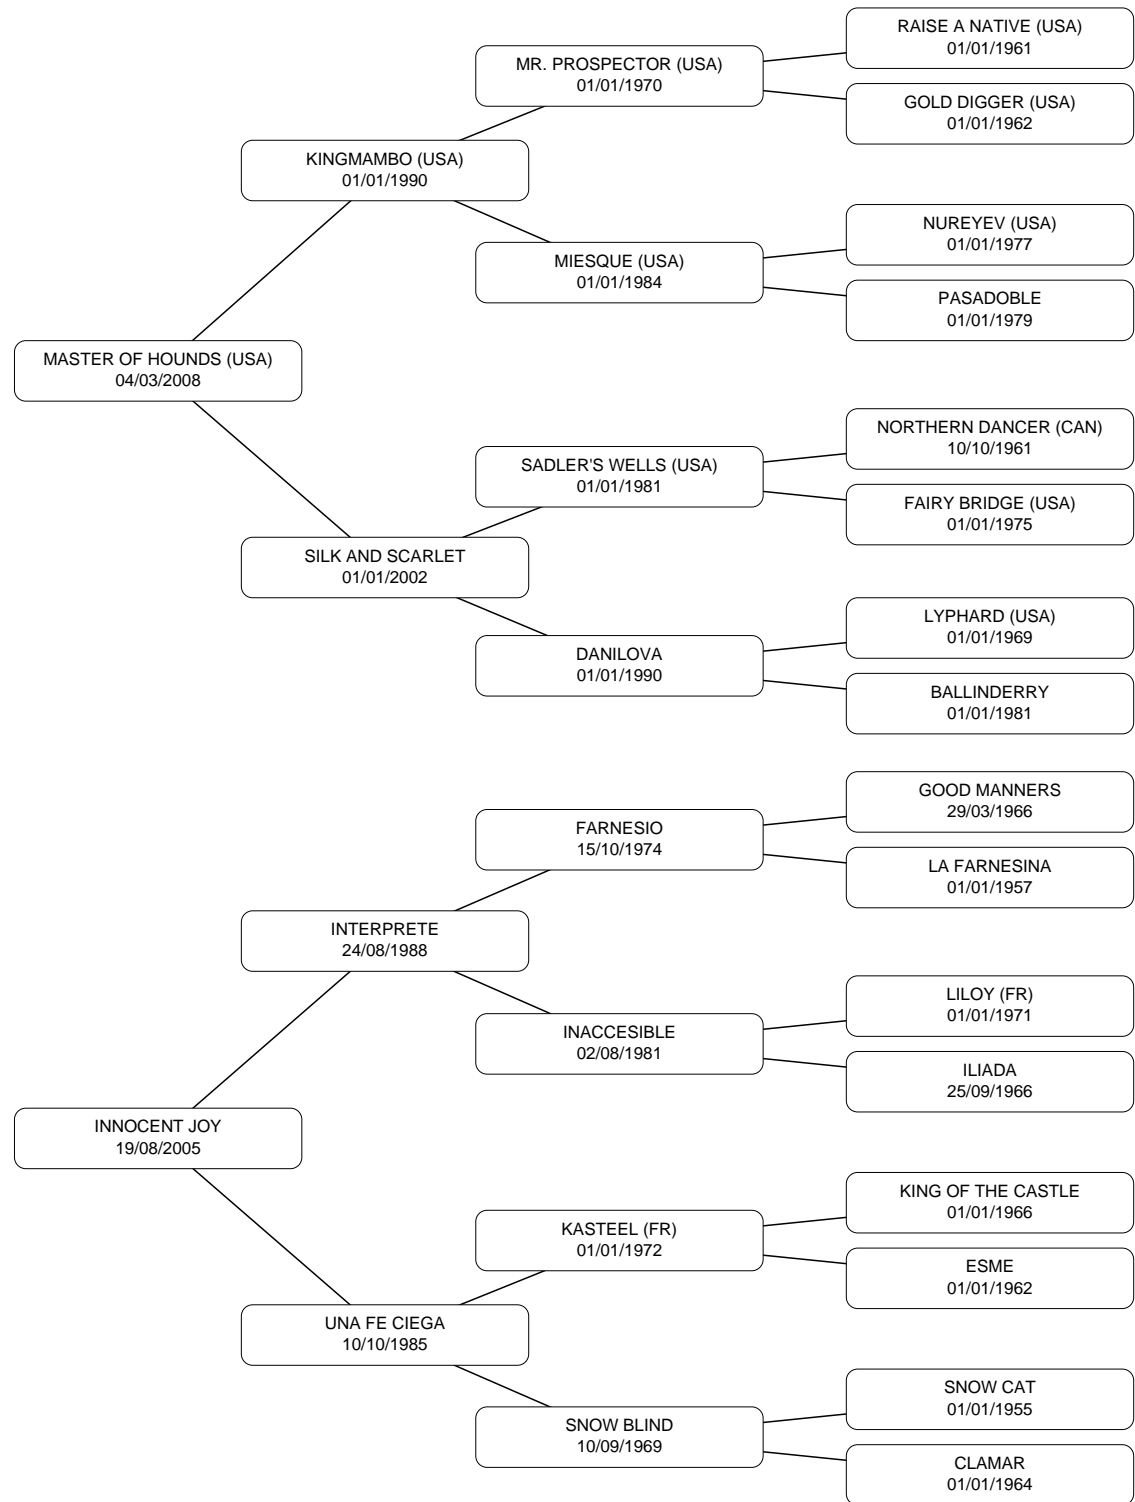 RAISE A NATIVE (USA)
01/01/1961
MR. PROSPECTOR (USA)
01/01/1970
GOLD DIGGER (USA)
01/01/1962
KINGMAMBO (USA)
01/01/1990
NUREYEV (USA)
01/01/1977
MIESQUE (USA)
01/01/1984
PASADOBLE
01/01/1979
MASTER OF HOUNDS (USA)
04/03/2008
NORTHERN DANCER (CAN)
10/10/1961
SADLER'S WELLS (USA)
01/01/1981
FAIRY BRIDGE (USA)
01/01/1975
SILK AND SCARLET
01/01/2002
LYPHARD (USA)
01/01/1969
DANILOVA
01/01/1990
BALLINDERRY
01/01/1981
GOOD MANNERS
29/03/1966
FARNESIO
15/10/1974
LA FARNESINA
01/01/1957
INTERPRETE
24/08/1988
LILOY (FR)
01/01/1971
INACCESIBLE
02/08/1981
ILIADA
25/09/1966
INNOCENT JOY
19/08/2005
KING OF THE CASTLE
01/01/1966
KASTEEL (FR)
01/01/1972
ESME
01/01/1962
UNA FE CIEGA
10/10/1985
SNOW CAT
01/01/1955
SNOW BLIND
10/09/1969
CLAMAR
01/01/1964